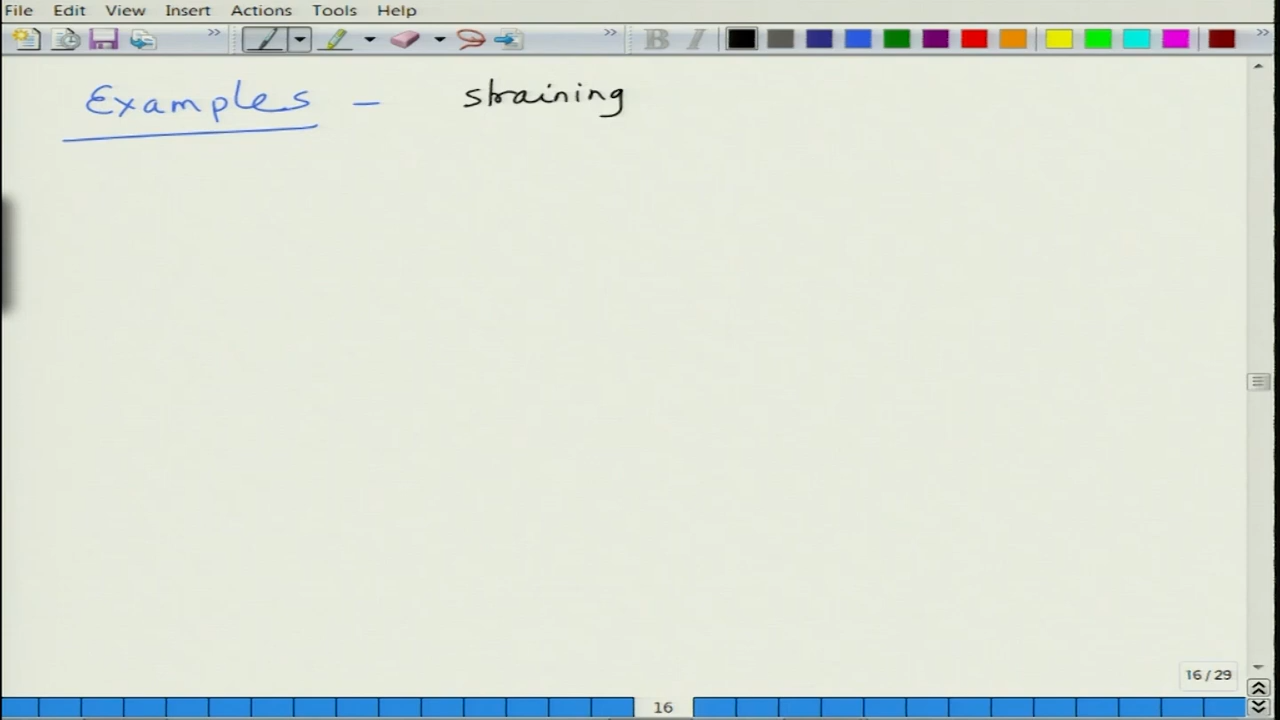 File Edit View Insert Actions Tools Help
B I
Examples - straining
16 / 29
16